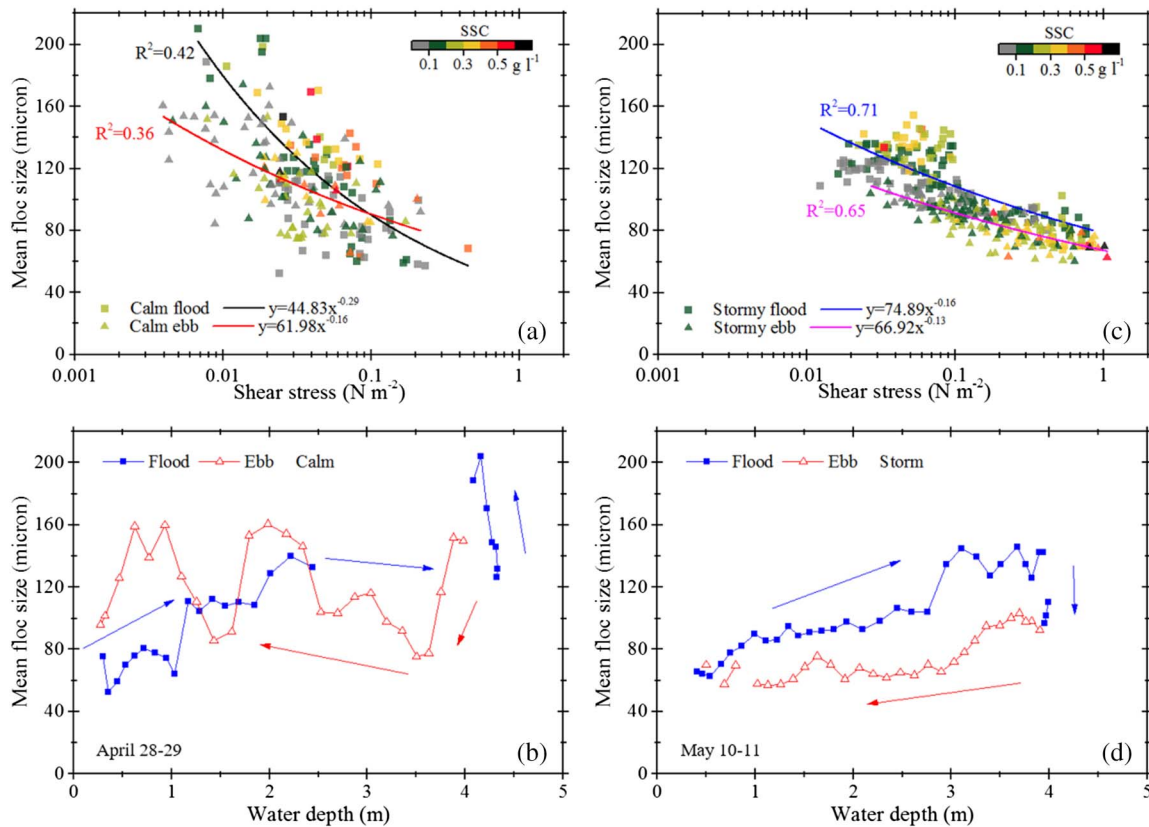 200
160
120
80
40
0
Mean floc size (micron)
R²=0.42
R²=0.36
SSC
0.1 0.3 0.5 g l⁻¹
Calm flood y=44.83x^-0.29
Calm ebb y=61.98x^-0.16
(a)
0.001 0.01 0.1 1
Shear stress (N m⁻²)
200
160
120
80
40
0
Mean floc size (micron)
SSC
0.1 0.3 0.5 g l⁻¹
R²=0.71
R²=0.65
Stormy flood y=74.89x^-0.16
Stormy ebb y=66.92x^-0.13
(c)
0.001 0.01 0.1 1
Shear stress (N m⁻²)
200
160
120
80
40
0
Mean floc size (micron)
Flood Ebb Calm
April 28-29
(b)
0 1 2 3 4 5
Water depth (m)
200
160
120
80
40
0
Mean floc size (micron)
Flood Ebb Storm
May 10-11
(d)
0 1 2 3 4 5
Water depth (m)